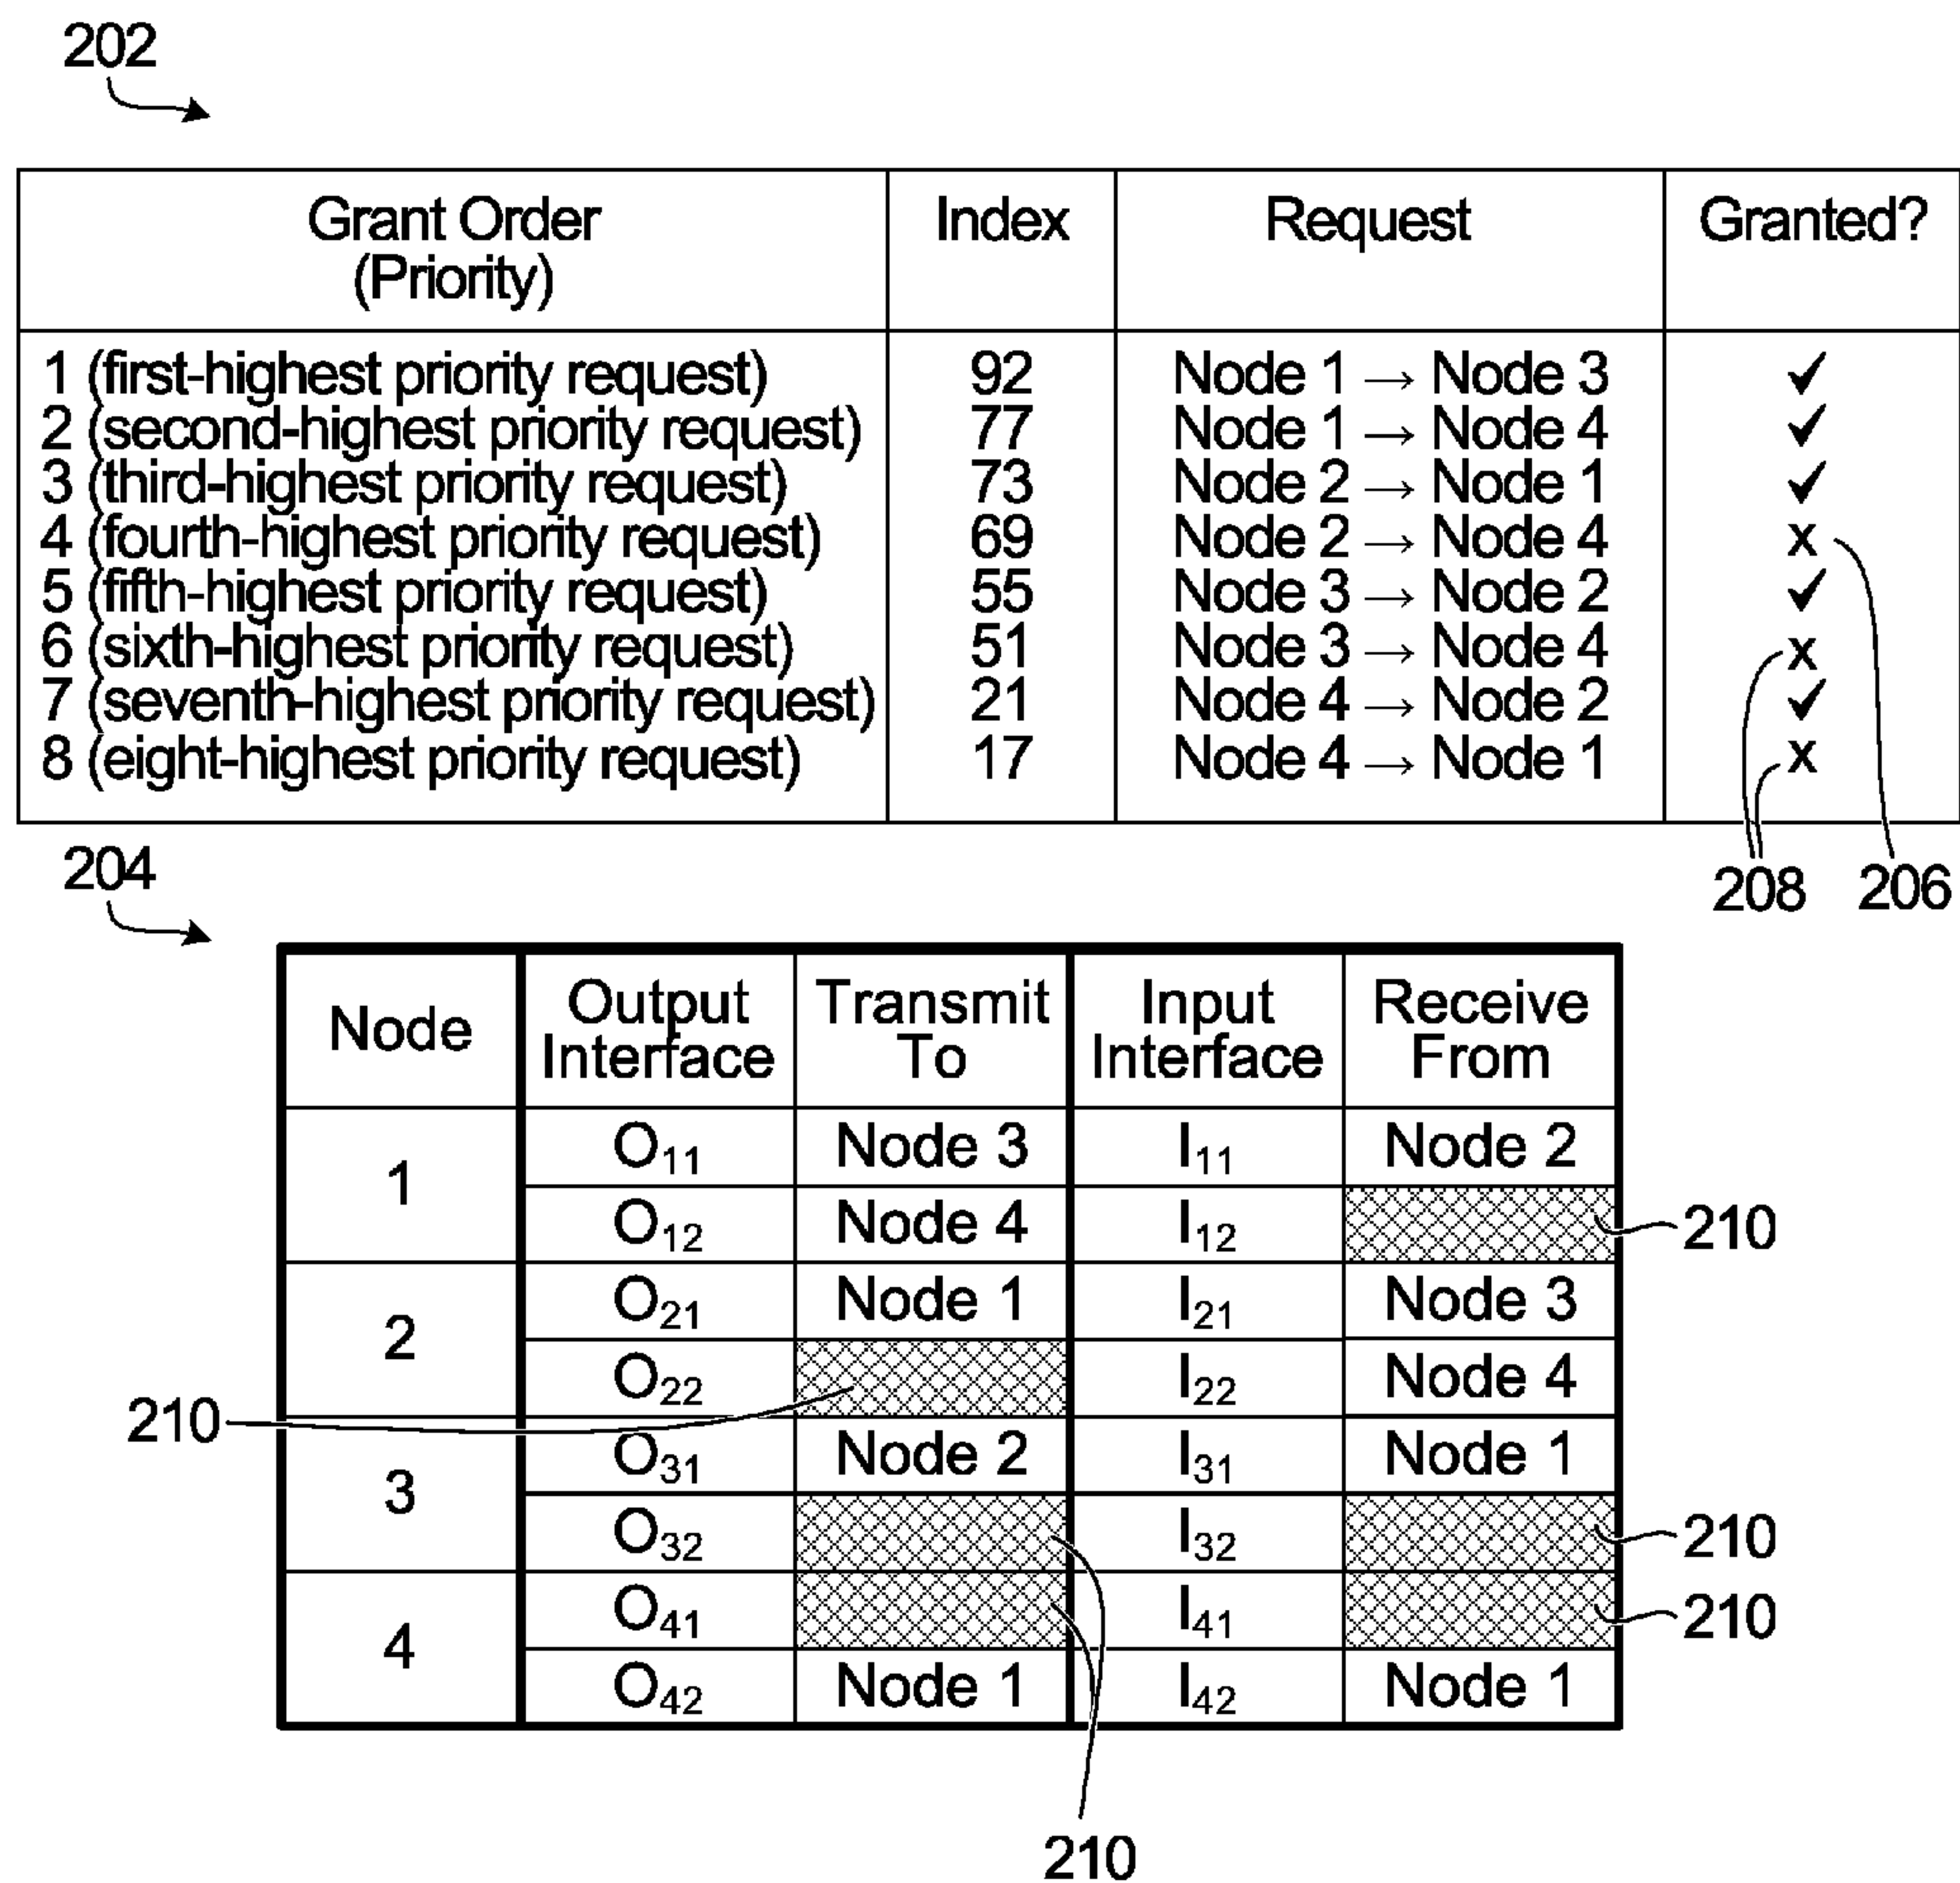 202
Grant Order (Priority) Index Request Granted?
1 (first-highest priority request) 92 Node 1 → Node 3 ✓
2 (second-highest priority request) 77 Node 1 → Node 4 ✓
3 (third-highest priority request) 73 Node 2 → Node 1 ✓
4 (fourth-highest priority request) 69 Node 2 → Node 4 x
5 (fifth-highest priority request) 55 Node 3 → Node 2 ✓
6 (sixth-highest priority request) 51 Node 3 → Node 4 x
7 (seventh-highest priority request) 21 Node 4 → Node 2 ✓
8 (eight-highest priority request) 17 Node 4 → Node 1 x
208 206
204
Node Output Interface Transmit To Input Interface Receive From
1 O11 Node 3 I11 Node 2
O12 Node 4 I12 210
2 O21 Node 1 I21 Node 3
O22 I22 Node 4
210
3 O31 Node 2 I31 Node 1
O32 I32 210
4 O41 I41 210
O42 Node 1 I42 Node 1
210